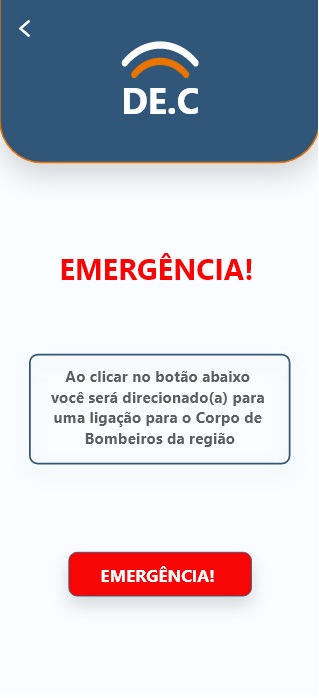 DE.C
EMERGÊNCIA!
Ao clicar no botão abaixo
você será direcionado(a) para
uma ligação para o Corpo de
Bombeiros da região
EMERGÊNCIA!